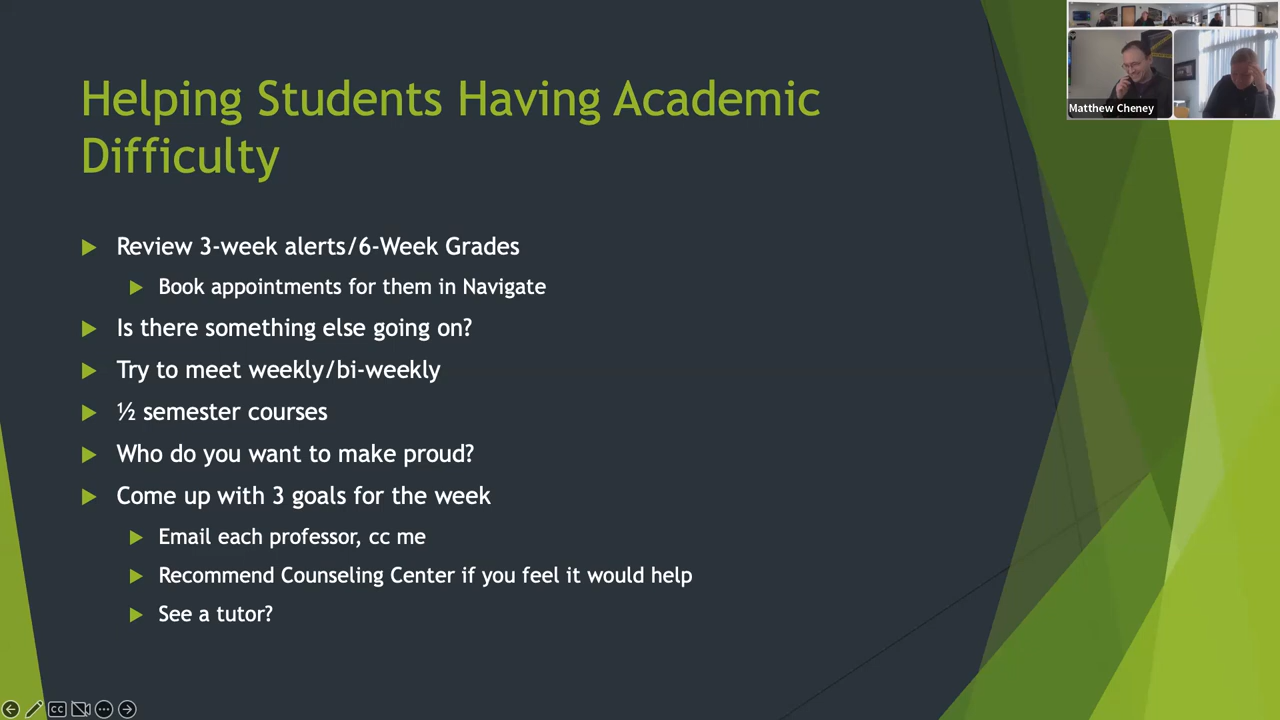 Helping Students Having Academic
Difficulty
Review 3-week alerts/6-Week Grades
Book appointments for them in Navigate
Is there something else going on?
Try to meet weekly/bi-weekly
½ semester courses
Who do you want to make proud?
Come up with 3 goals for the week
Email each professor, cc me
Recommend Counseling Center if you feel it would help
See a tutor?
Matthew Cheney
CC